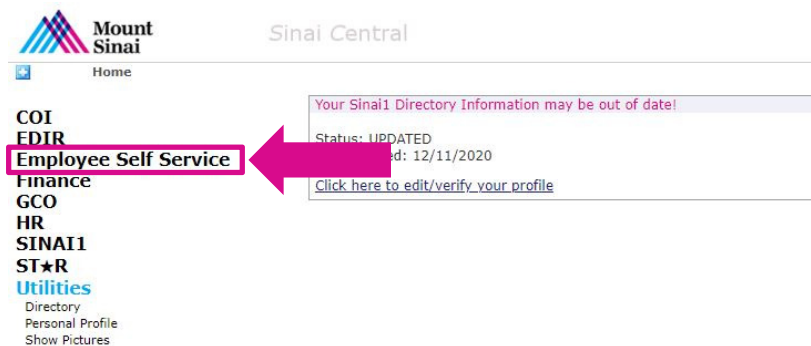 Mount
Sinai
Sinai Central
Home
COI
EDIR
Employee Self Service
Finance
GCO
HR
SINAI1
ST★R
Utilities
Directory
Personal Profile
Show Pictures
Your Sinai1 Directory Information may be out of date!
Status: UPDATED
12/11/2020
Click here to edit/verify your profile